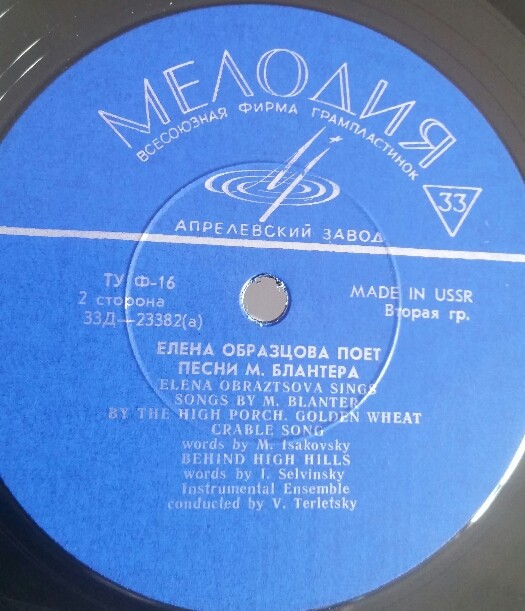 МЕЛОДИЯ
ВСЕСОЮЗНАЯ ФИРМА ГРАМПЛАСТИНОК
33
АПРЕЛЕВСКИЙ ЗАВОД
ТУ Ф-16
2 сторона
33Д—23382(а)
MADE IN USSR
Вторая гр.
ЕЛЕНА ОБРАЗЦОВА ПОЕТ
ПЕСНИ М. БЛАНТЕРА
ELENA OBRAZTSOVA SINGS
SONGS BY M. BLANTER
BY THE HIGH PORCH. GOLDEN WHEAT
CRABLE SONG
words by M. Isakovsky
BEHIND HIGH HILLS
words by I. Selvinsky
Instrumental Ensemble
conducted by V. Terletsky